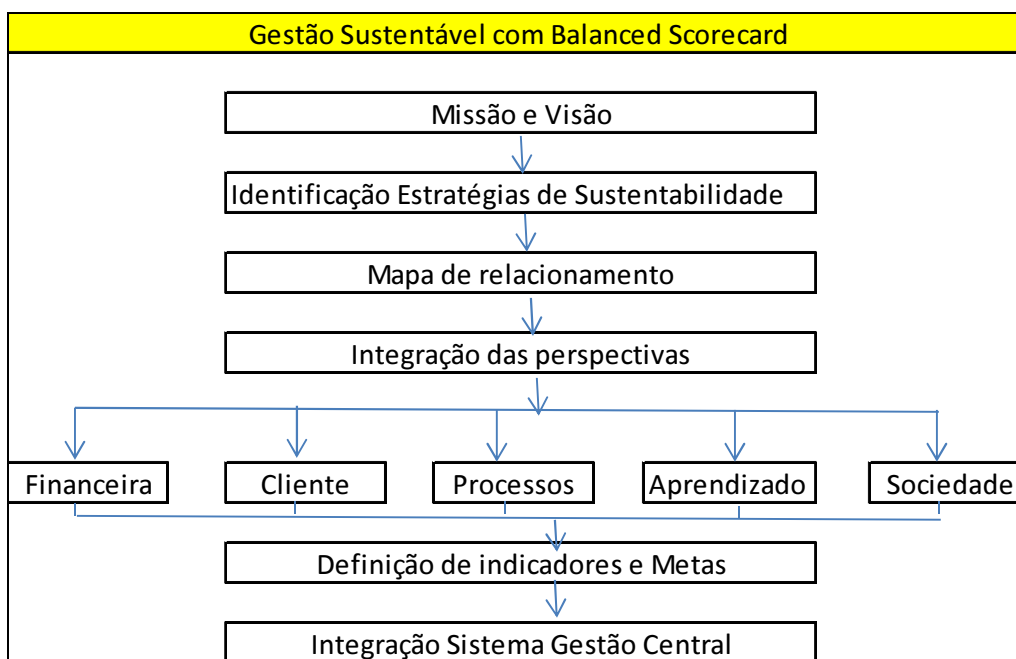 Gestão Sustentável com Balanced Scorecard
Missão e Visão
Identificação Estratégias de Sustentabilidade
Mapa de relacionamento
Integração das perspectivas
Financeira
Cliente
Processos
Aprendizado
Sociedade
Definição de indicadores e Metas
Integração Sistema Gestão Central